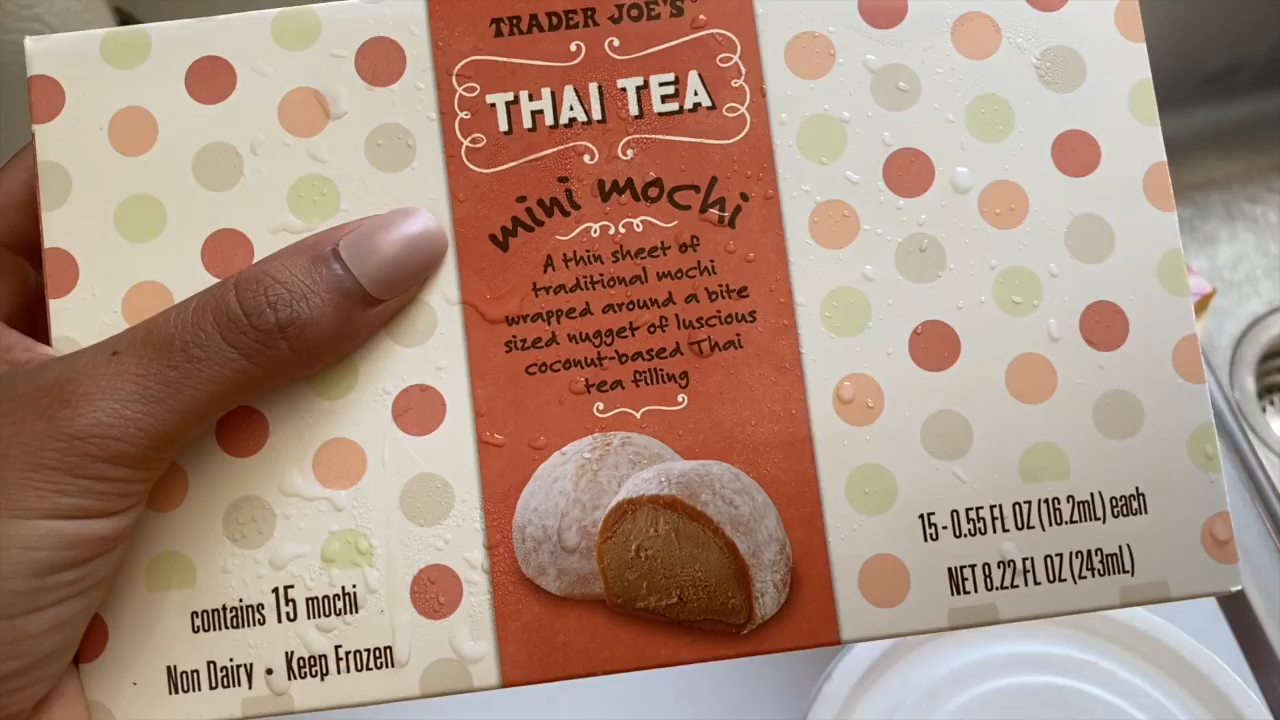 TRADER JOE'S
THAI TEA
mini mochi
A thin sheet of
traditional mochi
wrapped around a bite
sized nugget of luscious
coconut-based Thai
tea filling
contains 15 mochi
Non Dairy • Keep Frozen
15 - 0.55 FL OZ (16.2mL) each
NET 8.22 FL OZ (243mL)